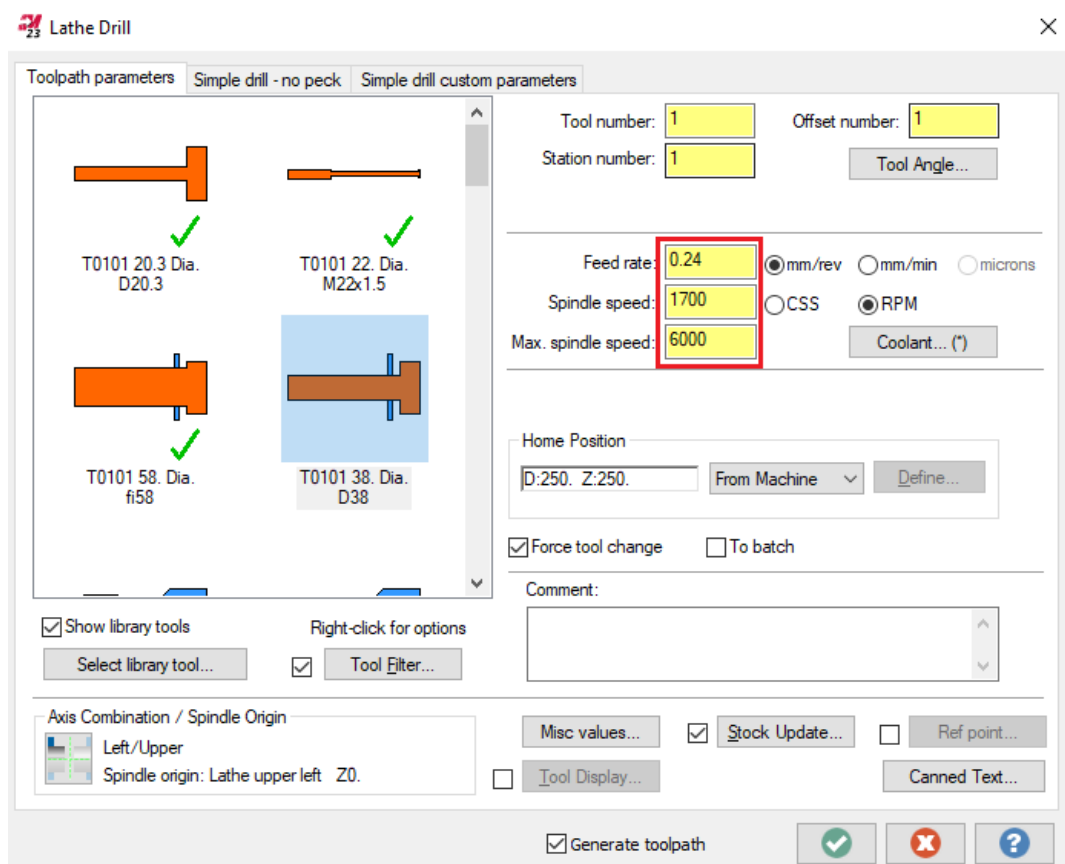 23 Lathe Drill
Toolpath parameters Simple drill - no peck Simple drill custom parameters
T0101 20.3 Dia.
D20.3
T0101 22. Dia.
M22x1.5
T0101 58. Dia.
fi58
T0101 38. Dia.
D38
Show library tools Right-click for options
Select library tool... Tool Filter...
Axis Combination / Spindle Origin
Left/Upper
Spindle origin: Lathe upper left Z0.
Tool number: 1 Offset number: 1
Station number: 1 Tool Angle...
Feed rate: 0.24 mm/rev mm/min microns
Spindle speed: 1700 CSS RPM
Max. spindle speed: 6000 Coolant... (*)
Home Position
D:250. Z:250. From Machine Define...
Force tool change To batch
Comment:
Misc values... Stock Update... Ref point...
Tool Display... Canned Text...
Generate toolpath ?